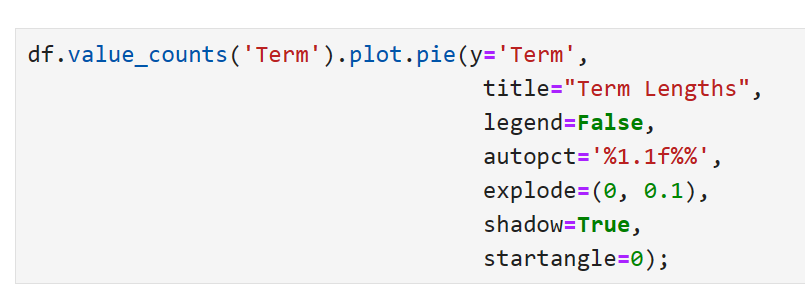 df.value_counts('Term').plot.pie(y='Term',
title="Term Lengths",
legend=False,
autopct='%1.1f%%',
explode=(0, 0.1),
shadow=True,
startangle=0);